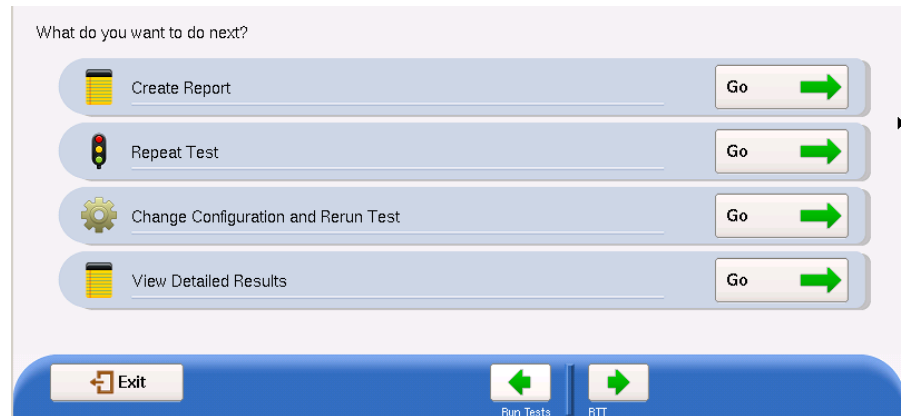 What do you want to do next?
Create Report
Go
Repeat Test
Go
Change Configuration and Rerun Test
Go
View Detailed Results
Go
Exit
Run Tests
RTT